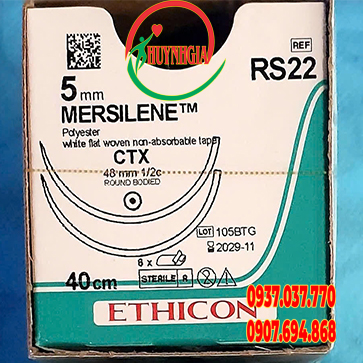 HUYNHGIA
REF
RS22
5 mm
MERSILENE™
Polyester
white flat woven non-absorbable tape
CTX
48 mm 1/2c
ROUND BODIED
LOT 105BTG
2029-11
8 x
40cm
STERILE R
ETHICON
0937.037.770
0907.694.868